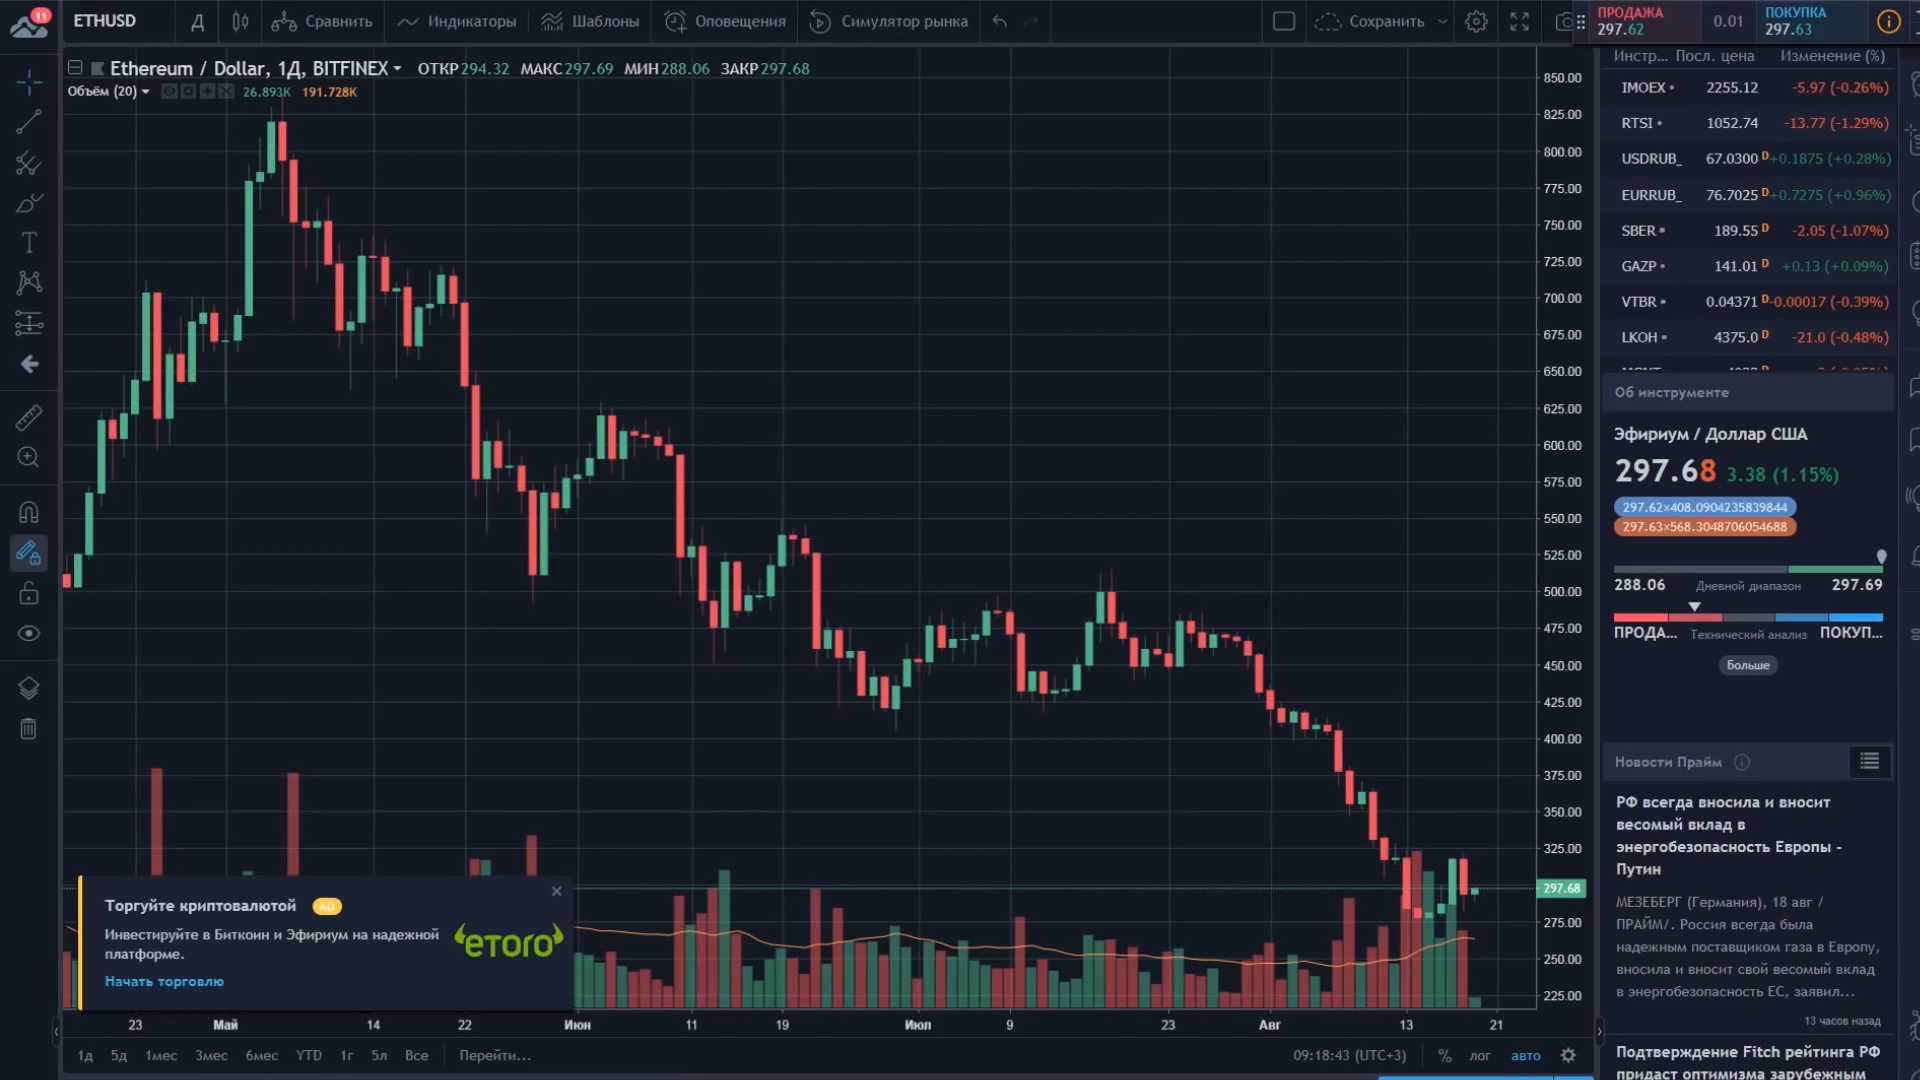 11
ETHUSD
Д
Сравнить
Индикаторы
Шаблоны
Оповещения
Симулятор рынка
Сохранить
ПРОДАЖА
297.62
0.01
ПОКУПКА
297.63
Ethereum / Dollar, 1Д, BITFINEX
ОТКР 294.32 МАКС 297.69 МИН 288.06 ЗАКР 297.68
Объём (20) 26.893K 191.728K
850.00
825.00
800.00
775.00
750.00
725.00
700.00
675.00
650.00
625.00
600.00
575.00
550.00
525.00
500.00
475.00
450.00
425.00
400.00
375.00
350.00
325.00
297.68
275.00
250.00
225.00
Торгуйте криптовалютой AD
Инвестируйте в Биткоин и Эфириум на надежной
платформе.
Начать торговлю
eToro
23 Май 14 22 Июн 11 19 Июл 9 23 Авг 13 21
1д 5д 1мес 3мес 6мес YTD 1г 5л Все Перейти...
09:18:43 (UTC+3) % лог авто
Инстр... Посл. цена Изменение (%)
IMOEX 2255.12 -5.97 (-0.26%)
RTSI 1052.74 -13.77 (-1.29%)
USDRUB_ 67.0300 D +0.1875 (+0.28%)
EURRUB_ 76.7025 D +0.7275 (+0.96%)
SBER 189.55 D -2.05 (-1.07%)
GAZP 141.01 D +0.13 (+0.09%)
VTBR 0.04371 D -0.00017 (-0.39%)
LKOH 4375.0 D -21.0 (-0.48%)
Об инструменте
Эфириум / Доллар США
297.68 3.38 (1.15%)
297.62×408.0904235839844
297.63×568.3048706054688
288.06 Дневной диапазон 297.69
ПРОДА... Технический анализ ПОКУП...
Больше
Новости Прайм
РФ всегда вносила и вносит
весомый вклад в
энергобезопасность Европы -
Путин
МЕЗЕБЕРГ (Германия), 18 авг /
ПРАЙМ/. Россия всегда была
надежным поставщиком газа в Европу,
вносила и вносит свой весомый вклад
в энергобезопасность ЕС, заявил...
13 часов назад
Подтверждение Fitch рейтинга РФ
придаст оптимизма зарубежным